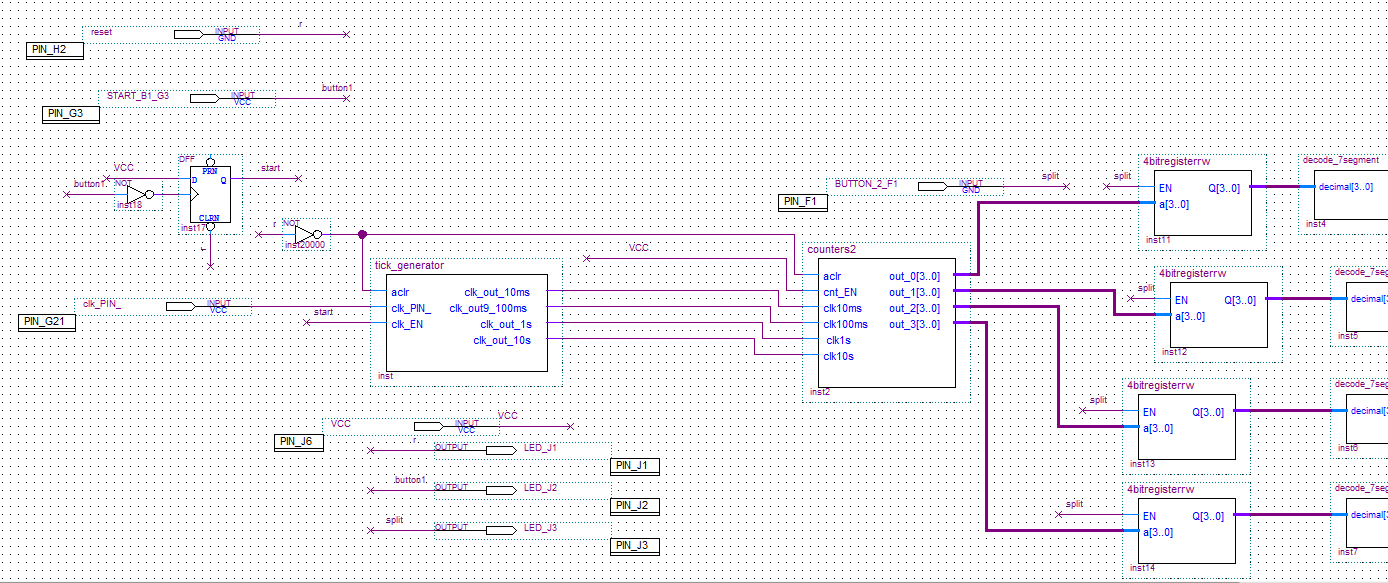 r
reset INPUT
GND
PIN_H2
button1
START_B1_G3 INPUT
VCC
PIN_G3
VCC DFF start
PRN
D Q
button1 NOT
inst18
CLRN
inst17
r
r NOT
inst20000
split split
BUTTON_2_F1 INPUT
GND
PIN_F1
4bitregisterrw
EN Q[3..0]
a[3..0]
inst11
decode_7segment
decimal[3..0]
inst4
VCC
tick_generator
aclr clk_out_10ms
clk_PIN_ clk_out9_100ms
clk_EN clk_out_1s
clk_out_10s
inst
clk_PIN_ INPUT
VCC
PIN_G21
start
counters2
aclr out_0[3..0]
cnt_EN out_1[3..0]
clk10ms out_2[3..0]
clk100ms out_3[3..0]
clk1s
clk10s
inst2
4bitregisterrw
split
EN Q[3..0]
a[3..0]
inst12
decode_7seg
decimal[3
inst5
4bitregisterrw
split
EN Q[3..0]
a[3..0]
inst13
decode_7seg
decimal[3
inst6
4bitregisterrw
split
EN Q[3..0]
a[3..0]
inst14
decode_7seg
decimal[3
inst7
VCC
VCC INPUT
VCC
PIN_J6
r
OUTPUT LED_J1
PIN_J1
button1
OUTPUT LED_J2
PIN_J2
split
OUTPUT LED_J3
PIN_J3